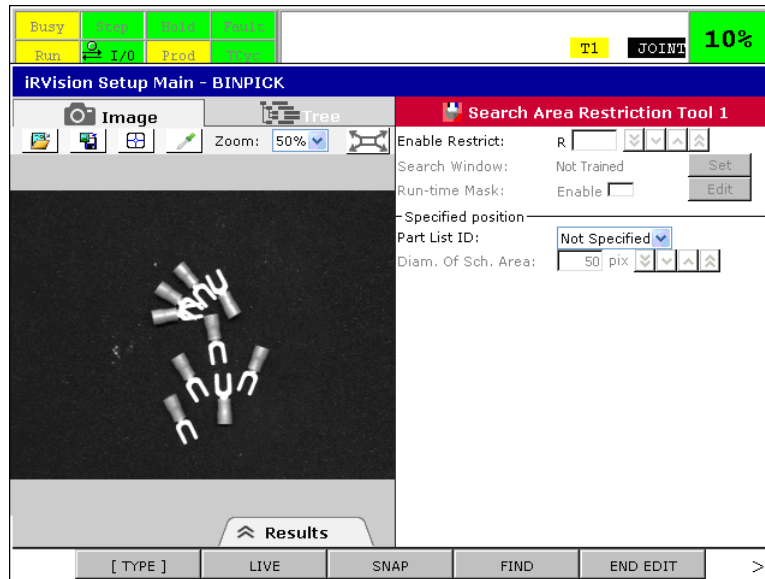 Busy Step Hold Fault
Run I/O Prod TCyc
T1 JOINT 10%
iRVision Setup Main - BINPICK
Image Tree
Search Area Restriction Tool 1
Zoom: 50%
Enable Restrict: R
Search Window: Not Trained Set
Run-time Mask: Enable Edit
Specified position
Part List ID: Not Specified
Diam. Of Sch. Area: 50 pix
Results
[ TYPE ] LIVE SNAP FIND END EDIT >